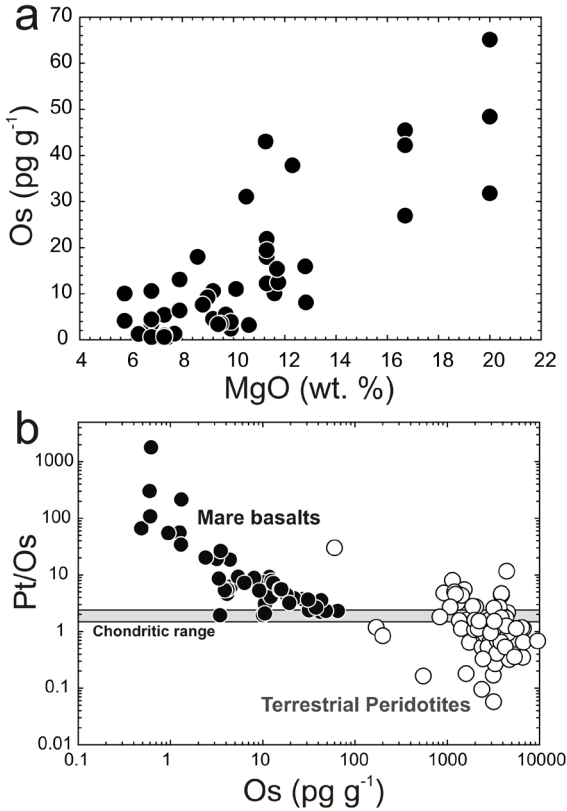 a
70
60
50
40
30
20
10
0
Os (pg g⁻¹)
4 6 8 10 12 14 16 18 20 22
MgO (wt. %)
b
1000
100
10
1
0.1
0.01
Pt/Os
Mare basalts
Chondritic range
Terrestrial Peridotites
0.1 1 10 100 1000 10000
Os (pg g⁻¹)